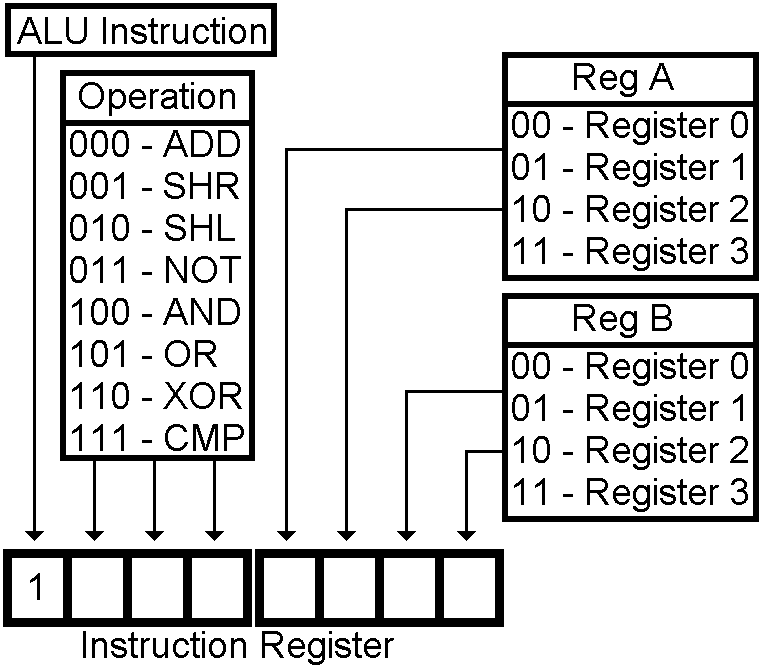 ALU Instruction
Operation
000 - ADD
001 - SHR
010 - SHL
011 - NOT
100 - AND
101 - OR
110 - XOR
111 - CMP
Reg A
00 - Register 0
01 - Register 1
10 - Register 2
11 - Register 3
Reg B
00 - Register 0
01 - Register 1
10 - Register 2
11 - Register 3
1
Instruction Register